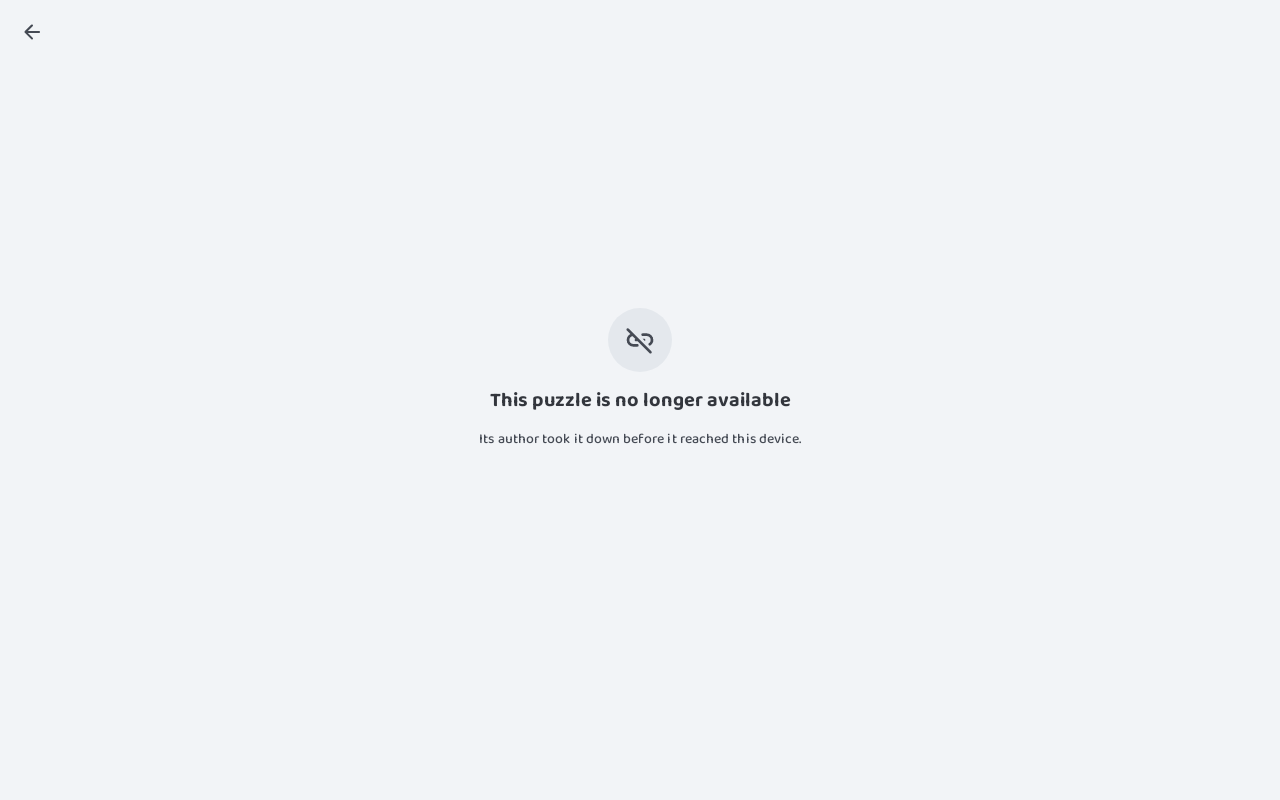 This puzzle is no longer available
Its author took it down before it reached this device.